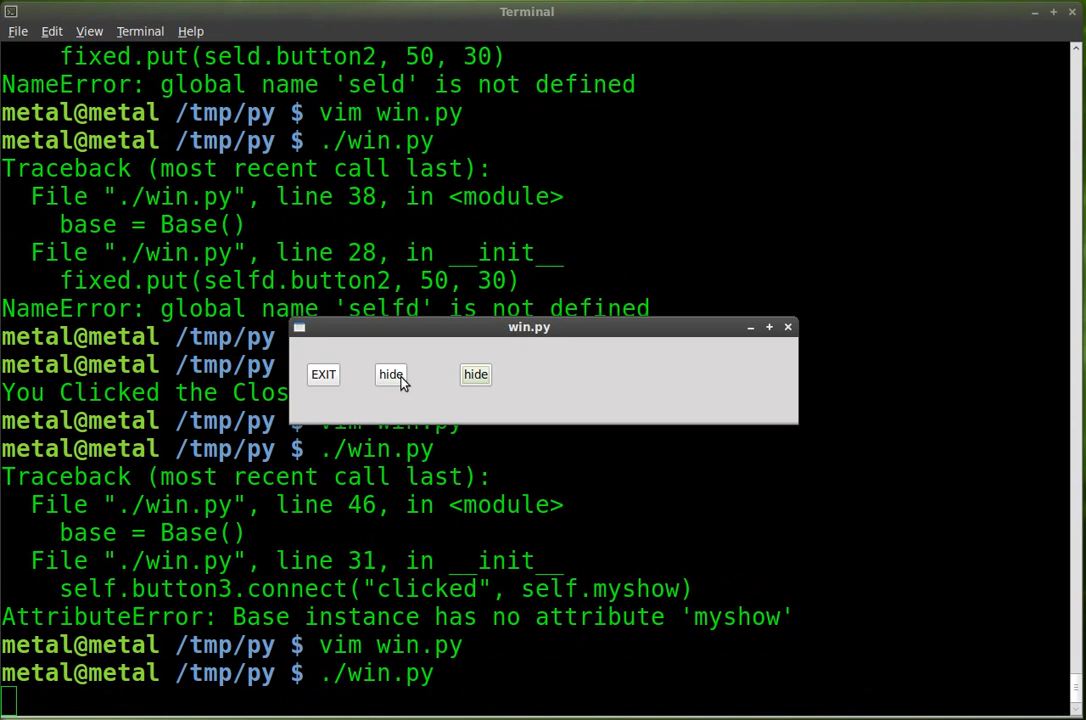 Terminal
File Edit View Terminal Help
    fixed.put(seld.button2, 50, 30)
NameError: global name 'seld' is not defined
metal@metal /tmp/py $ vim win.py
metal@metal /tmp/py $ ./win.py
Traceback (most recent call last):
  File "./win.py", line 38, in <module>
    base = Base()
  File "./win.py", line 28, in __init__
    fixed.put(selfd.button2, 50, 30)
NameError: global name 'selfd' is not defined
metal@metal /tmp/py $
metal@metal /tmp/py $
You Clicked the Clos
metal@metal /tmp/py $ vim win.py
metal@metal /tmp/py $ ./win.py
Traceback (most recent call last):
  File "./win.py", line 46, in <module>
    base = Base()
  File "./win.py", line 31, in __init__
    self.button3.connect("clicked", self.myshow)
AttributeError: Base instance has no attribute 'myshow'
metal@metal /tmp/py $ vim win.py
metal@metal /tmp/py $ ./win.py
win.py
EXIT hide hide